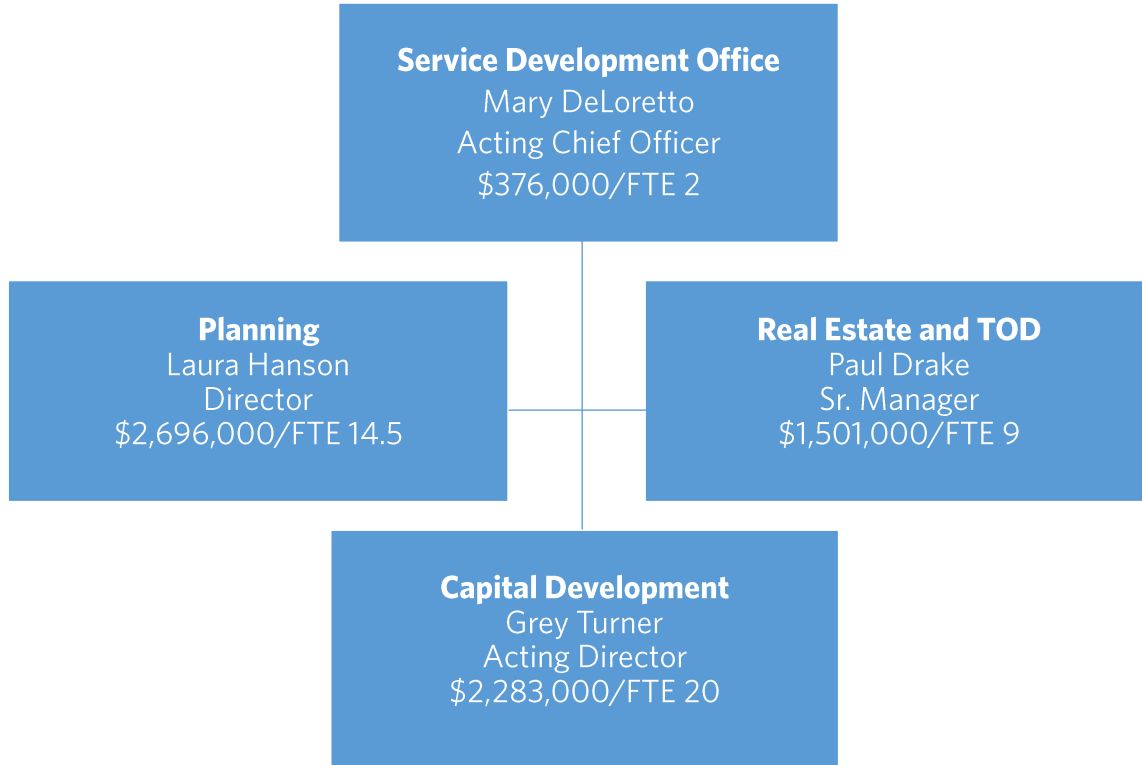 Service Development Office
Mary DeLoretto
Acting Chief Officer
$376,000/FTE 2
Planning
Laura Hanson
Director
$2,696,000/FTE 14.5
Real Estate and TOD
Paul Drake
Sr. Manager
$1,501,000/FTE 9
Capital Development
Grey Turner
Acting Director
$2,283,000/FTE 20